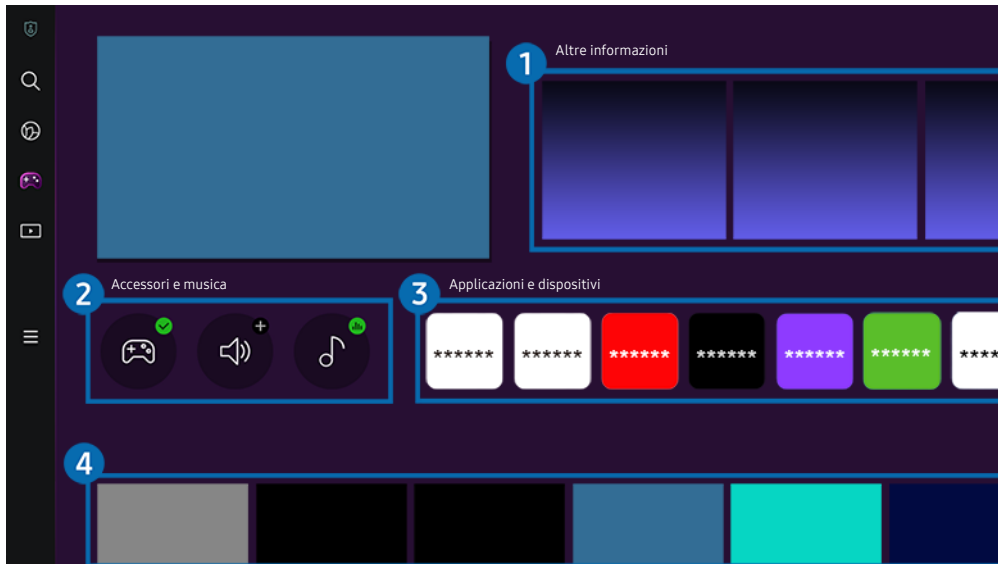 1
Altre informazioni
2
Accessori e musica
3
Applicazioni e dispositivi
****** ****** ****** ****** ****** ****** ****
4